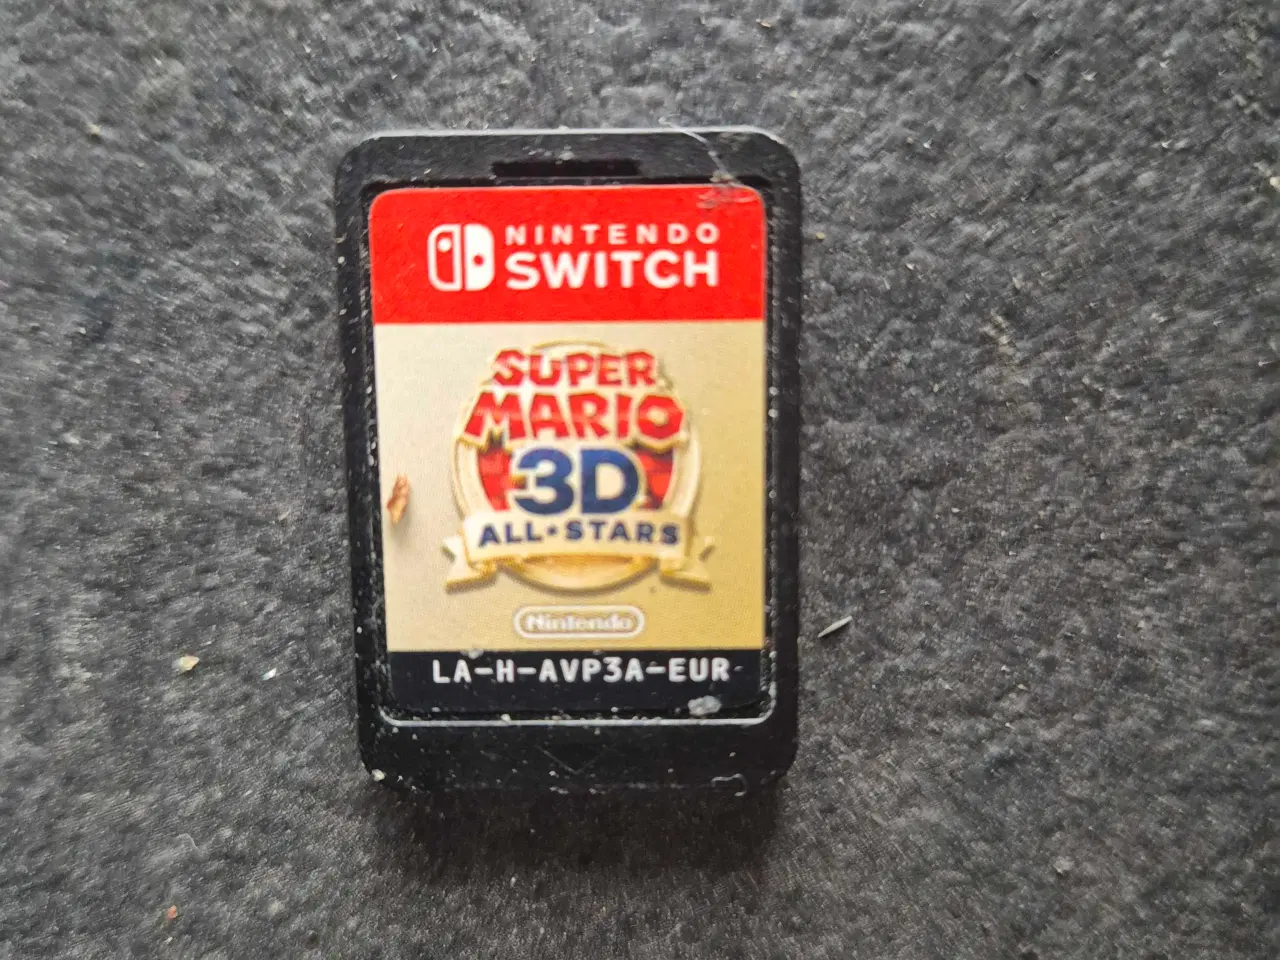 NINTENDO
SWITCH
SUPER
MARIO
3D
ALL★STARS
Nintendo
LA-H-AVP3A-EUR